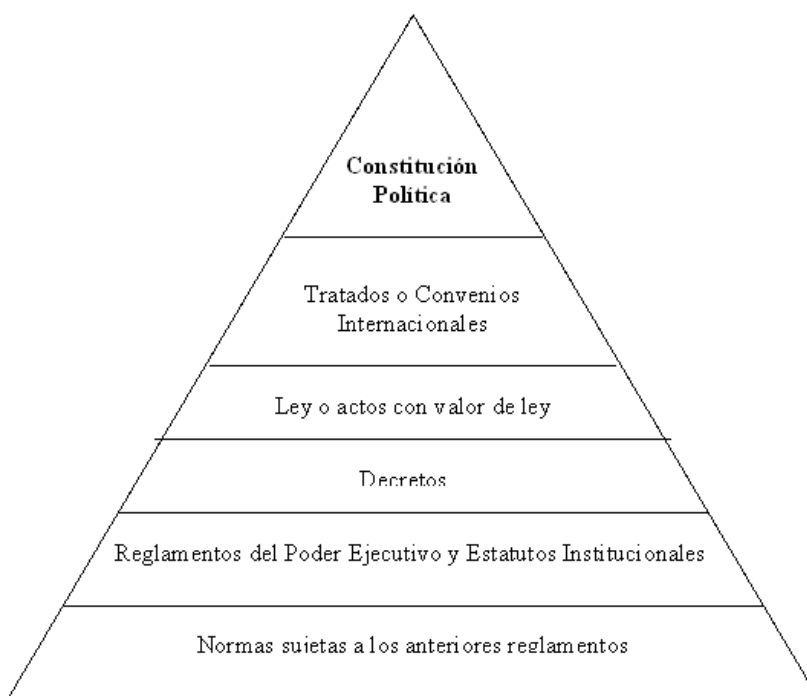 Constitución
Política
Tratados o Convenios
Internacionales
Ley o actos con valor de ley
Decretos
Reglamentos del Poder Ejecutivo y Estatutos Institucionales
Normas sujetas a los anteriores reglamentos